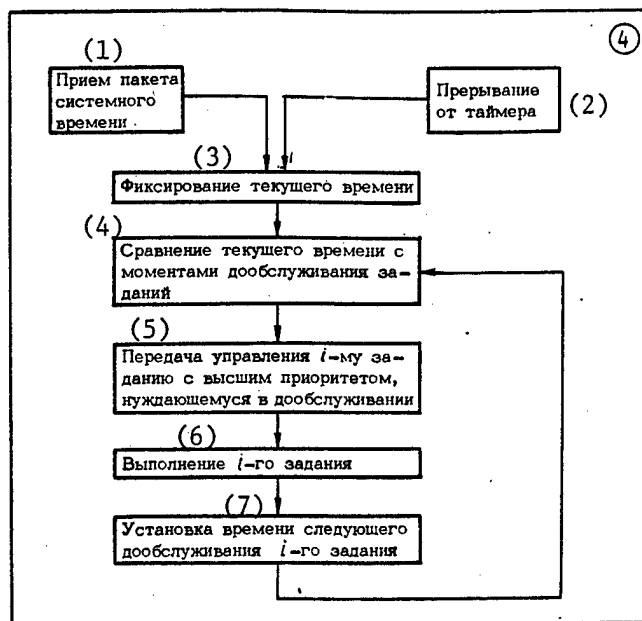 (1)
4
Прием пакета
системного
времени.
Прерывание
от таймера
(2)
(3)
Фиксирование текущего времени
(4)
Сравнение текущего времени с
моментами дообслуживания за-
даний
(5)
Передача управления i-му за-
данию с высшим приоритетом,
нуждающемуся в дообслуживании
(6)
Выполнение i-го задания
(7)
Установка времени следующего
дообслуживания i-го задания